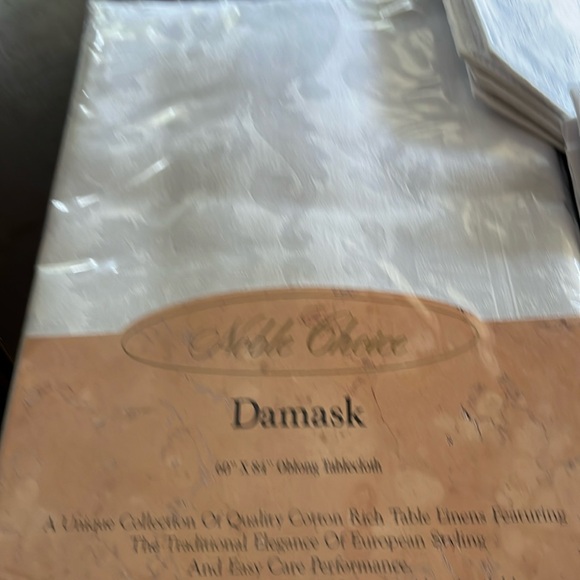 Noble Choice
Damask
60" X 84" Oblong Tablecloth
A Unique Collection Of Quality Cotton Rich Table Linens Featuring
The Traditional Elegance Of European Styling
And Easy Care Performance.